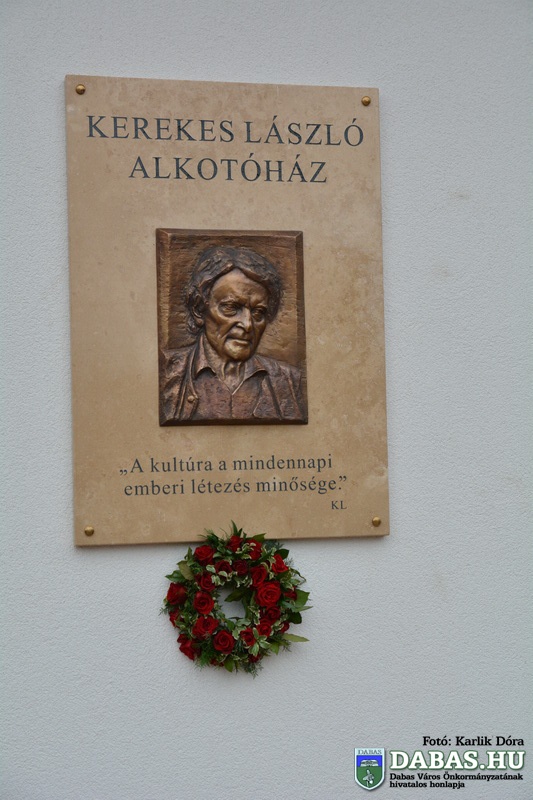 KEREKES LÁSZLÓ
ALKOTÓHÁZ
„A kultúra a mindennapi
emberi létezés minősége.”
KL
Fotó: Karlik Dóra
DABAS
DABAS.HU
Dabas Város Önkormányzatának
hivatalos honlapja